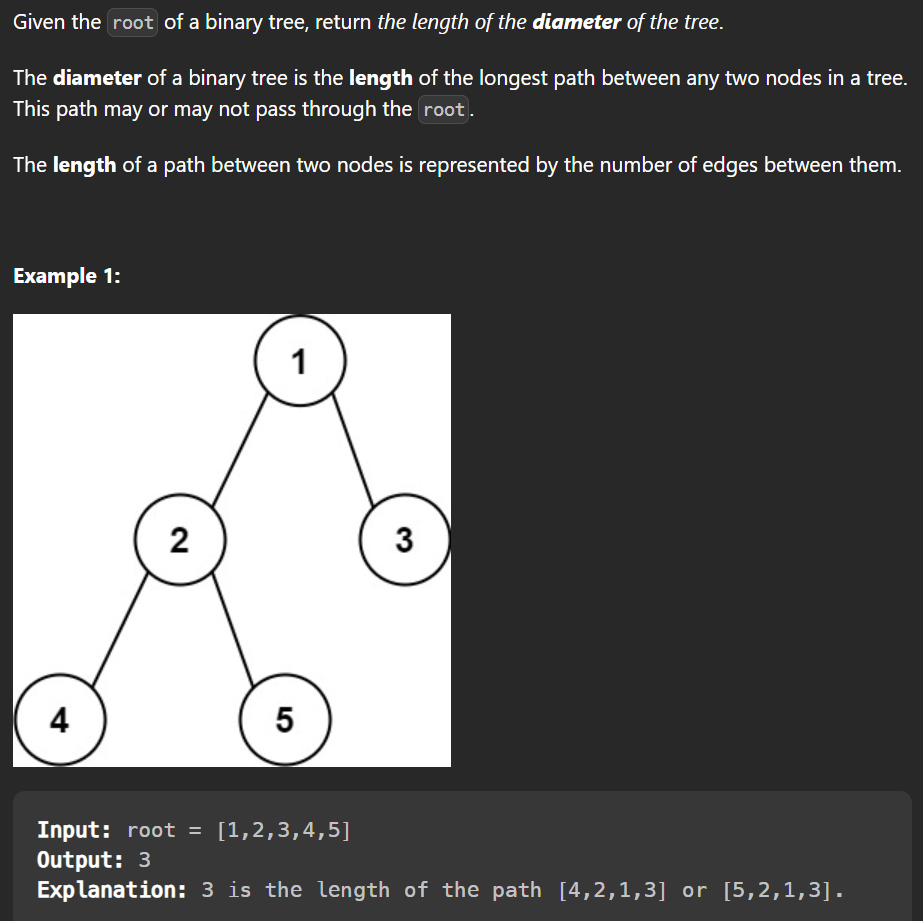 Given the root of a binary tree, return the length of the diameter of the tree.
The diameter of a binary tree is the length of the longest path between any two nodes in a tree.
This path may or may not pass through the root.
The length of a path between two nodes is represented by the number of edges between them.
Example 1:
1
2
3
4
5
Input: root = [1,2,3,4,5]
Output: 3
Explanation: 3 is the length of the path [4,2,1,3] or [5,2,1,3].